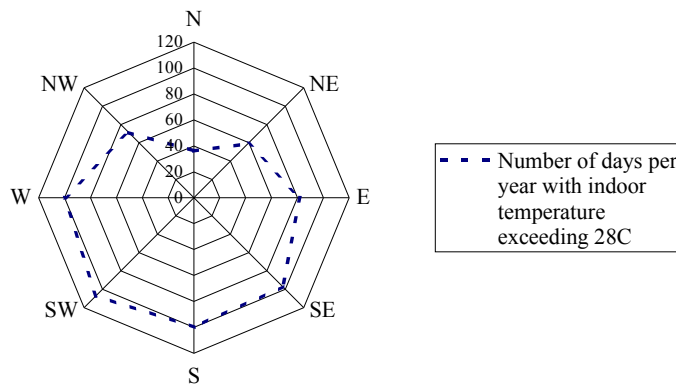 N
120
100
80
60
40
20
0
NW
NE
W
E
SW
SE
S
Number of days per
year with indoor
temperature
exceeding 28C